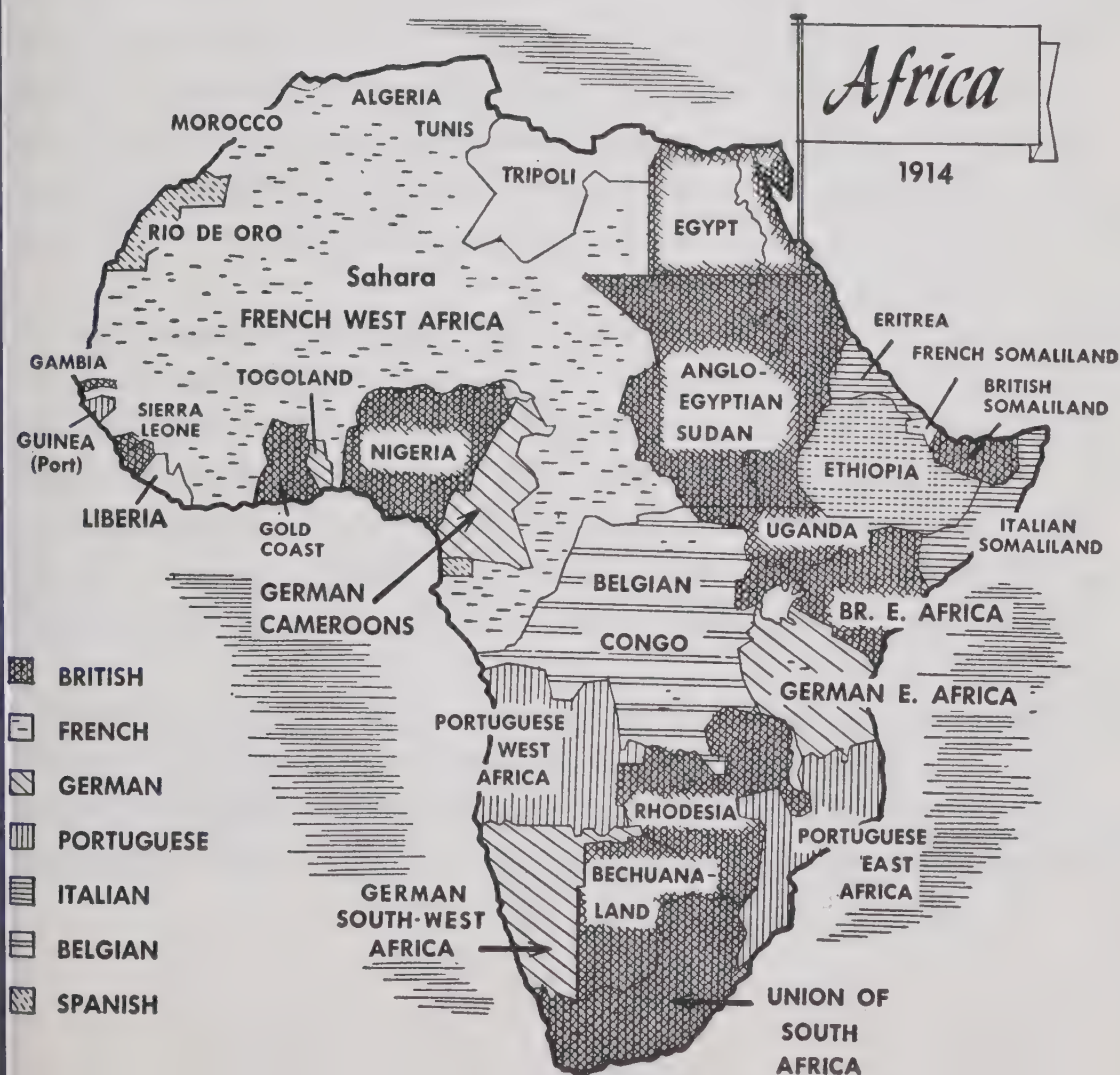 Africa
1914
ALGERIA
MOROCCO
TUNIS
TRIPOLI
EGYPT
RIO DE ORO
Sahara
FRENCH WEST AFRICA
ERITREA
FRENCH SOMALILAND
BRITISH
SOMALILAND
GAMBIA
TOGOLAND
ANGLO-
EGYPTIAN
SUDAN
SIERRA
LEONE
GUINEA
(Port)
NIGERIA
ETHIOPIA
LIBERIA
GOLD
COAST
UGANDA
ITALIAN
SOMALILAND
GERMAN
CAMEROONS
BELGIAN
CONGO
BR. E. AFRICA
GERMAN E. AFRICA
PORTUGUESE
WEST
AFRICA
RHODESIA
PORTUGUESE
EAST
AFRICA
BECHUANA-
LAND
GERMAN
SOUTH-WEST
AFRICA
UNION OF
SOUTH
AFRICA
BRITISH
FRENCH
GERMAN
PORTUGUESE
ITALIAN
BELGIAN
SPANISH